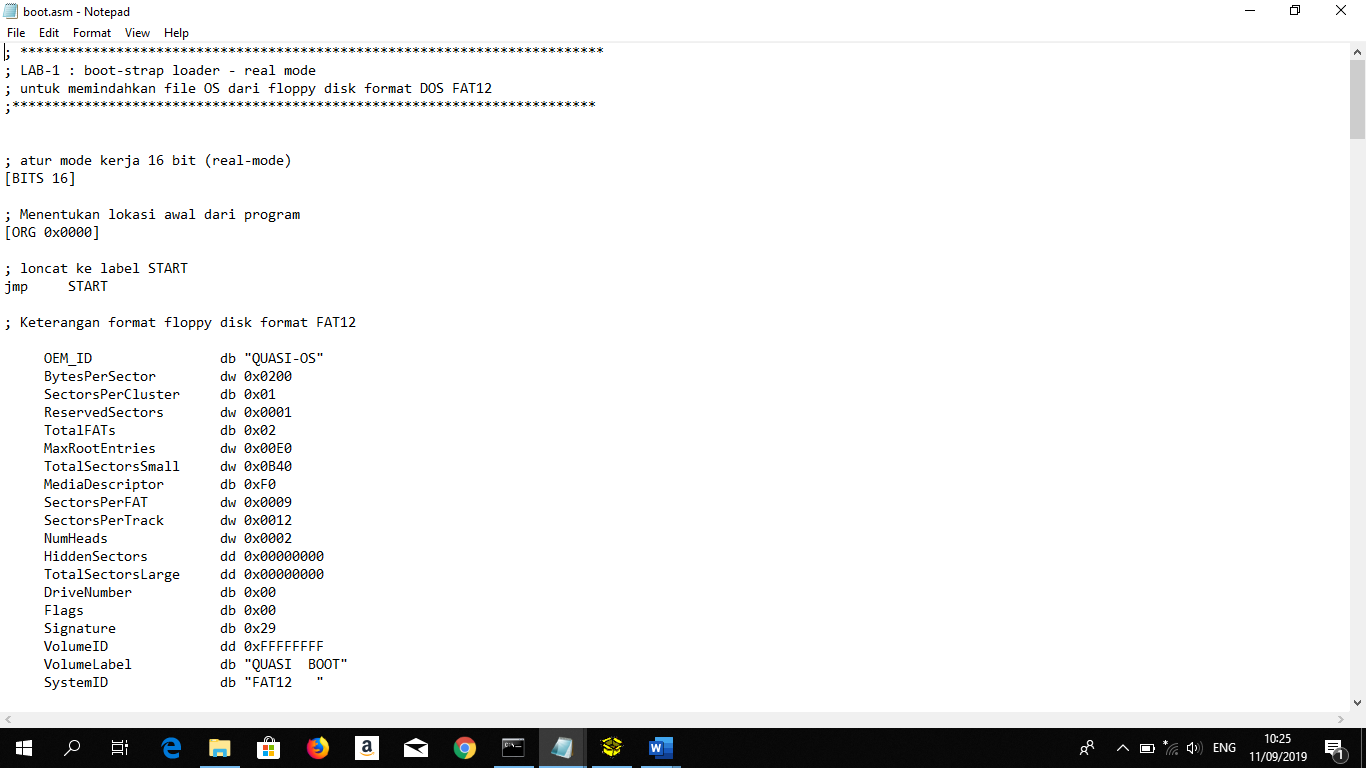 boot.asm - Notepad
File Edit Format View Help
; *************************************************************************
; LAB-1 : boot-strap loader - real mode
; untuk memindahkan file OS dari floppy disk format DOS FAT12
;*************************************************************************
; atur mode kerja 16 bit (real-mode)
[BITS 16]
; Menentukan lokasi awal dari program
[ORG 0x0000]
; loncat ke label START
jmp     START
; Keterangan format floppy disk format FAT12
OEM_ID                db "QUASI-OS"
BytesPerSector        dw 0x0200
SectorsPerCluster     db 0x01
ReservedSectors       dw 0x0001
TotalFATs             db 0x02
MaxRootEntries        dw 0x00E0
TotalSectorsSmall     dw 0x0B40
MediaDescriptor       db 0xF0
SectorsPerFAT         dw 0x0009
SectorsPerTrack       dw 0x0012
NumHeads              dw 0x0002
HiddenSectors         dd 0x00000000
TotalSectorsLarge     dd 0x00000000
DriveNumber           db 0x00
Flags                 db 0x00
Signature             db 0x29
VolumeID              dd 0xFFFFFFFF
VolumeLabel           db "QUASI  BOOT"
SystemID              db "FAT12   "
ENG
10:25
11/09/2019
1